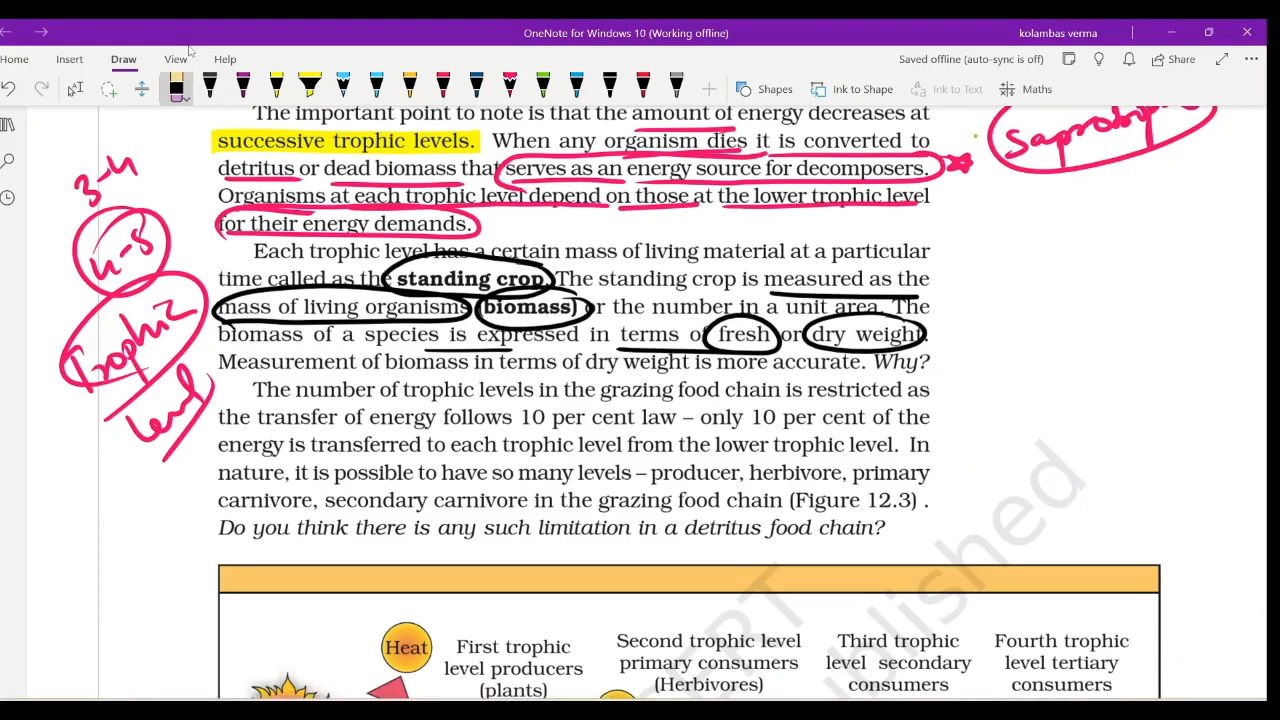 OneNote for Windows 10 (Working offline)
kolambas verma
Home Insert Draw View Help
Saved offline (auto-sync is off)
Share
Shapes Ink to Shape Ink to Text Maths
The important point to note is that the amount of energy decreases at
successive trophic levels. When any organism dies it is converted to
detritus or dead biomass that serves as an energy source for decomposers.
Organisms at each trophic level depend on those at the lower trophic level
for their energy demands.
3-4
4-5
Trophic
level
Each trophic level has a certain mass of living material at a particular
time called as the standing crop. The standing crop is measured as the
mass of living organisms (biomass) or the number in a unit area. The
biomass of a species is expressed in terms of fresh or dry weight.
Measurement of biomass in terms of dry weight is more accurate. Why?
The number of trophic levels in the grazing food chain is restricted as
the transfer of energy follows 10 per cent law – only 10 per cent of the
energy is transferred to each trophic level from the lower trophic level. In
nature, it is possible to have so many levels – producer, herbivore, primary
carnivore, secondary carnivore in the grazing food chain (Figure 12.3) .
Do you think there is any such limitation in a detritus food chain?
Heat
First trophic
level producers
(plants)
Second trophic level
primary consumers
(Herbivores)
Third trophic
level secondary
consumers
Fourth trophic
level tertiary
consumers